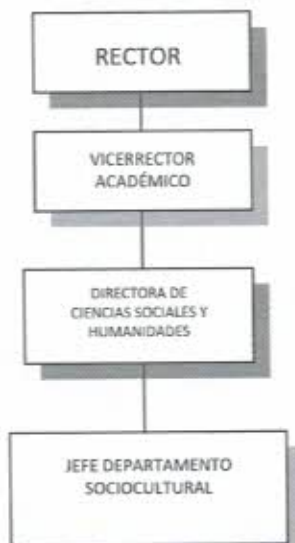 RECTOR
VICERRECTOR
ACADÉMICO
DIRECTORA DE
CIENCIAS SOCIALES Y
HUMANIDADES
JEFE DEPARTAMENTO
SOCIOCULTURAL